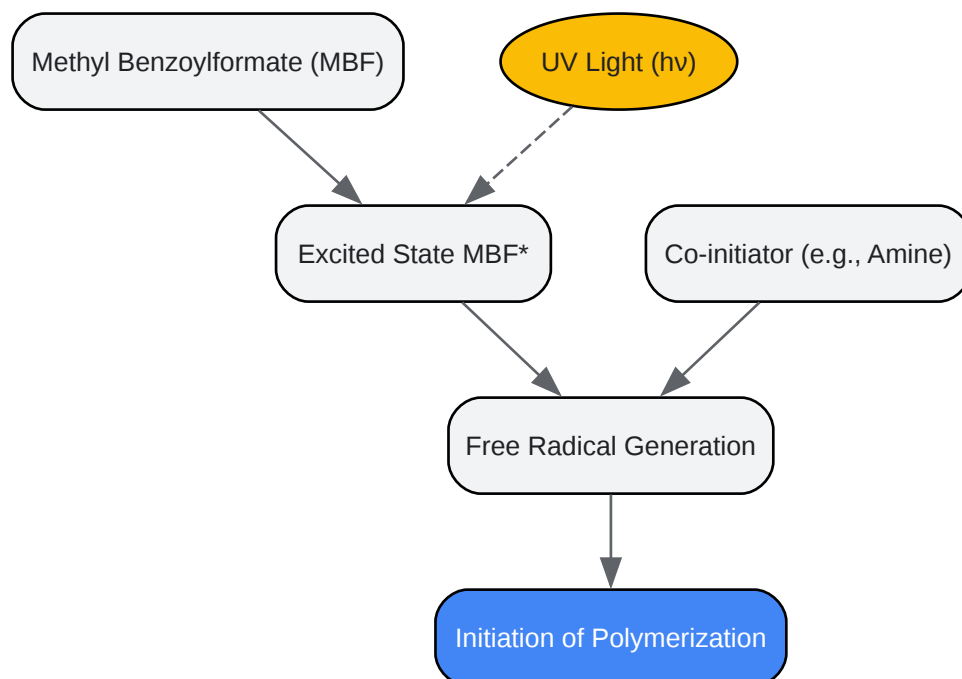 Methyl Benzoylformate (MBF)
UV Light (hν)
Excited State MBF*
Co-initiator (e.g., Amine)
Free Radical Generation
Initiation of Polymerization